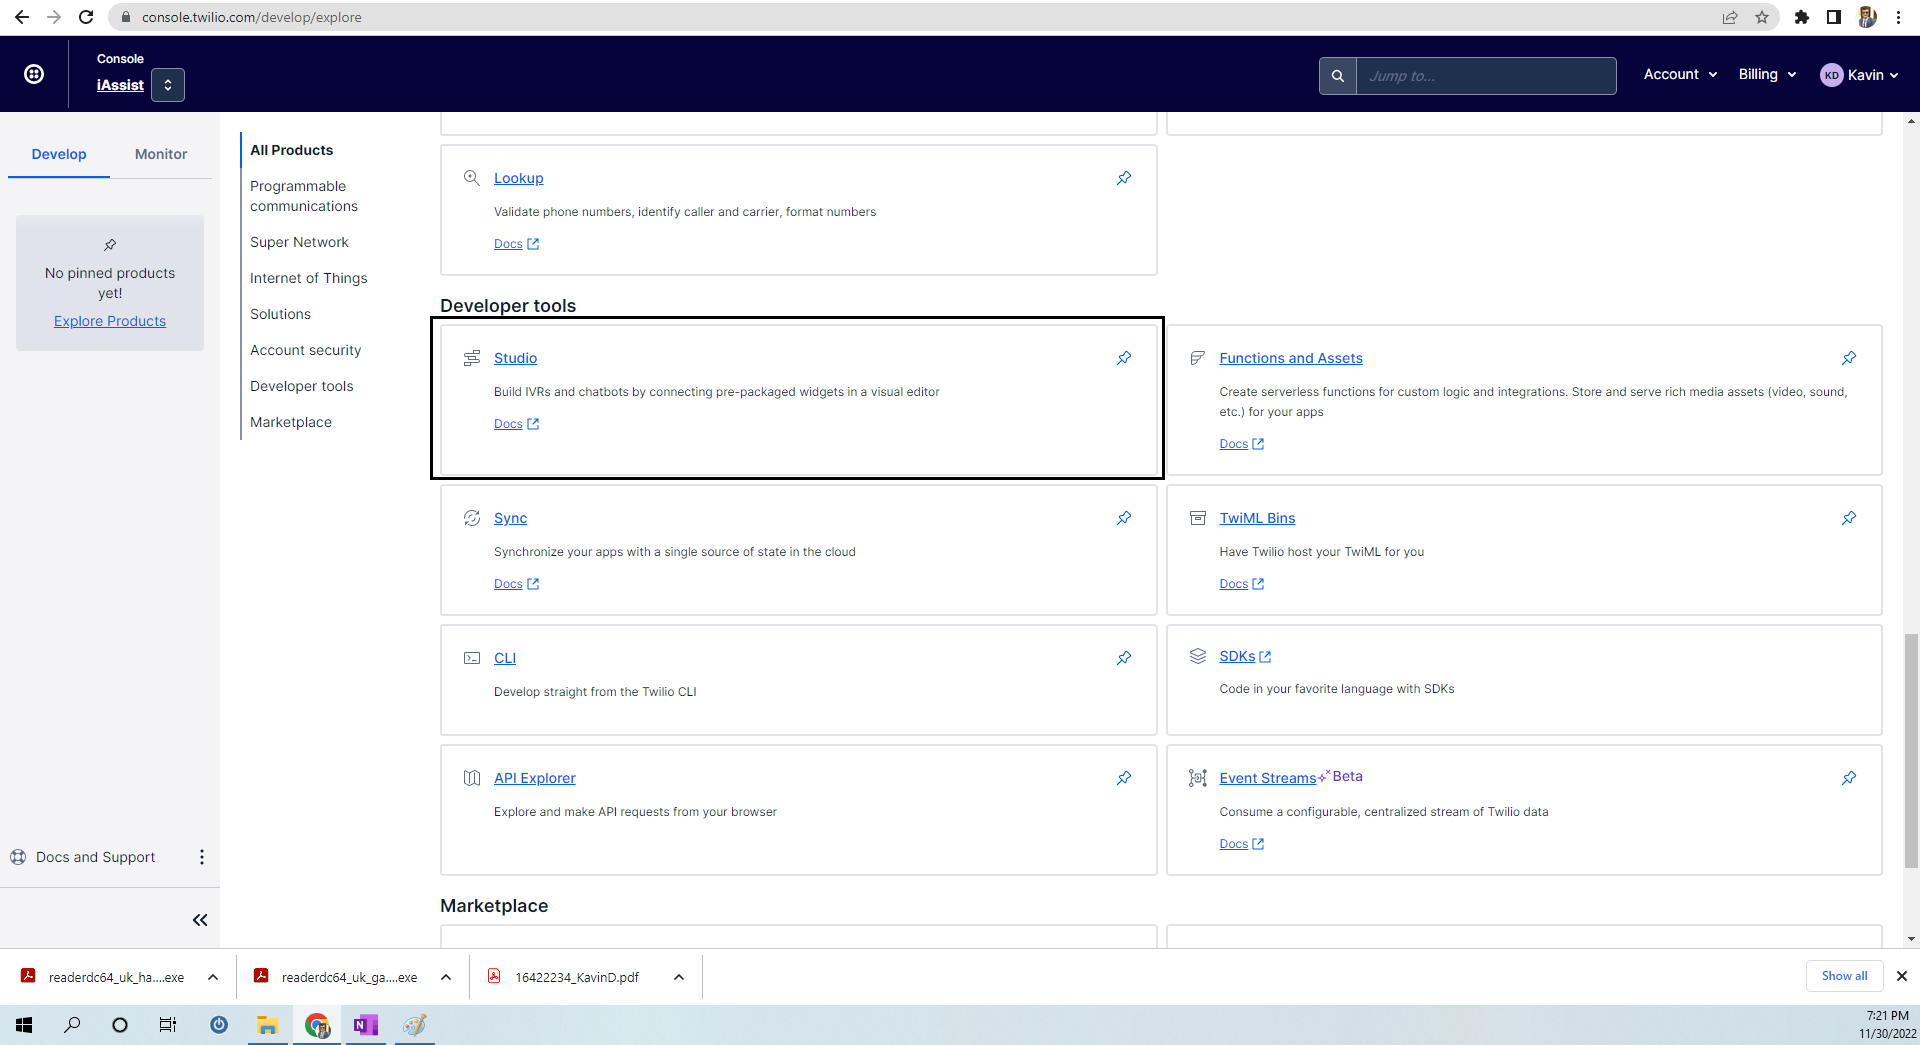 console.twilio.com/develop/explore
Console
iAssist
Jump to...
Account
Billing
KD
Kavin
Develop
Monitor
No pinned products
yet!
Explore Products
Docs and Support
All Products
Programmable
communications
Super Network
Internet of Things
Solutions
Account security
Developer tools
Marketplace
Lookup
Validate phone numbers, identify caller and carrier, format numbers
Docs
Developer tools
Studio
Build IVRs and chatbots by connecting pre-packaged widgets in a visual editor
Docs
Functions and Assets
Create serverless functions for custom logic and integrations. Store and serve rich media assets (video, sound,
etc.) for your apps
Docs
Sync
Synchronize your apps with a single source of state in the cloud
Docs
TwiML Bins
Have Twilio host your TwiML for you
Docs
CLI
Develop straight from the Twilio CLI
SDKs
Code in your favorite language with SDKs
API Explorer
Explore and make API requests from your browser
Event Streams Beta
Consume a configurable, centralized stream of Twilio data
Docs
Marketplace
readerdc64_uk_ha....exe
readerdc64_uk_ga....exe
16422234_KavinD.pdf
Show all
N
7:21 PM
11/30/2022